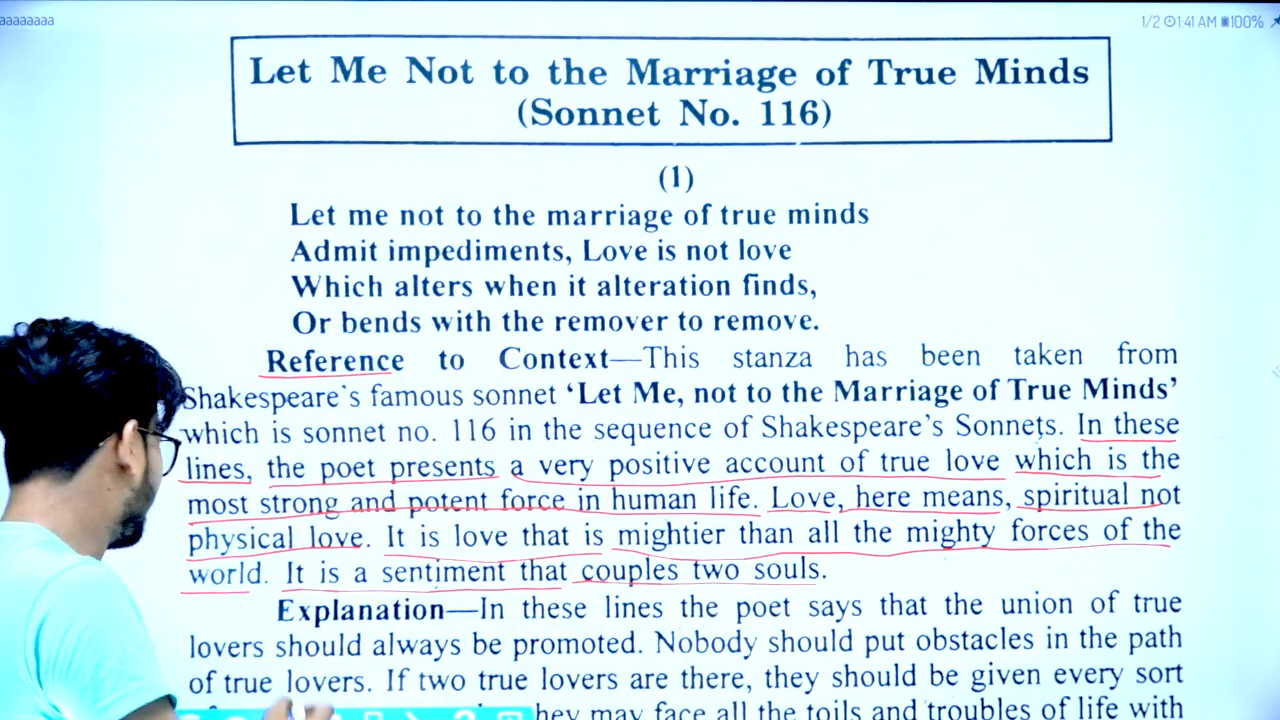 aaaaaaaaa
1/2 1:41 AM 100%
Let Me Not to the Marriage of True Minds
(Sonnet No. 116)
(1)
Let me not to the marriage of true minds
Admit impediments, Love is not love
Which alters when it alteration finds,
Or bends with the remover to remove.
Reference to Context—This stanza has been taken from
Shakespeare's famous sonnet 'Let Me, not to the Marriage of True Minds'
which is sonnet no. 116 in the sequence of Shakespeare's Sonnets. In these
lines, the poet presents a very positive account of true love which is the
most strong and potent force in human life. Love, here means, spiritual not
physical love. It is love that is mightier than all the mighty forces of the
world. It is a sentiment that couples two souls.
Explanation—In these lines the poet says that the union of true
lovers should always be promoted. Nobody should put obstacles in the path
of true lovers. If two true lovers are there, they should be given every sort
hey may face all the toils and troubles of life with